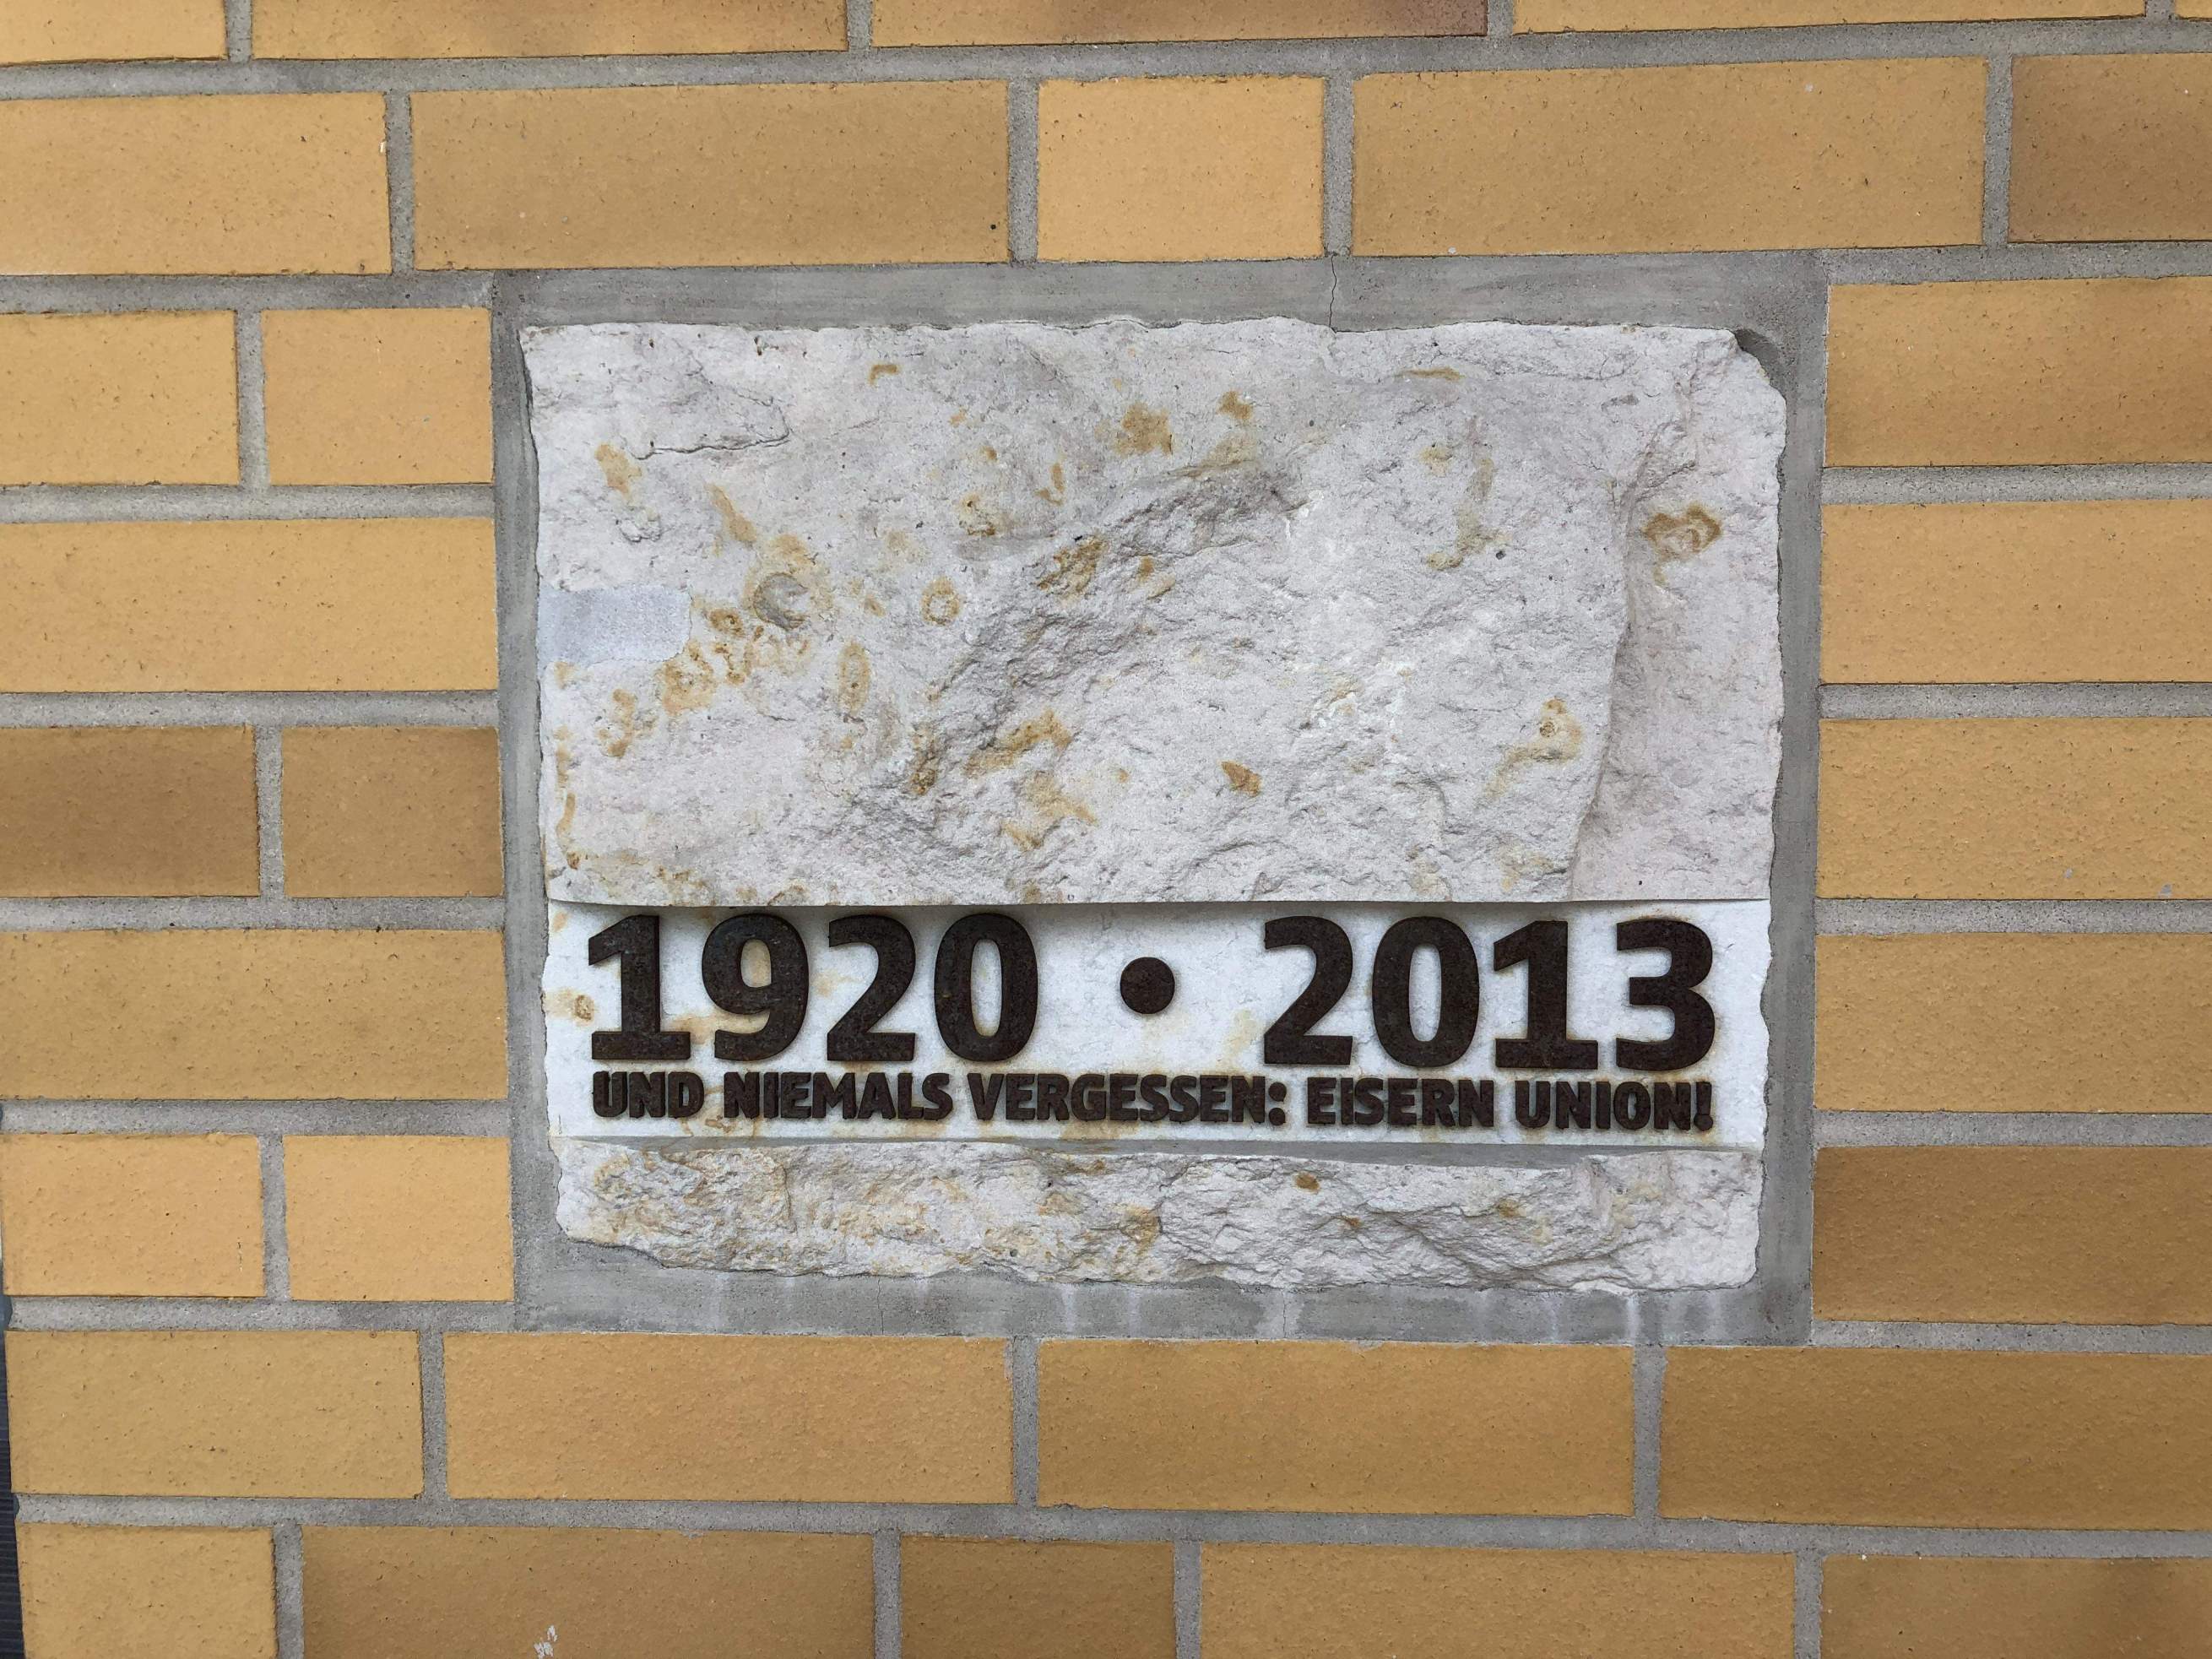 1920 • 2013
UND NIEMALS VERGESSEN: EISERN UNION!